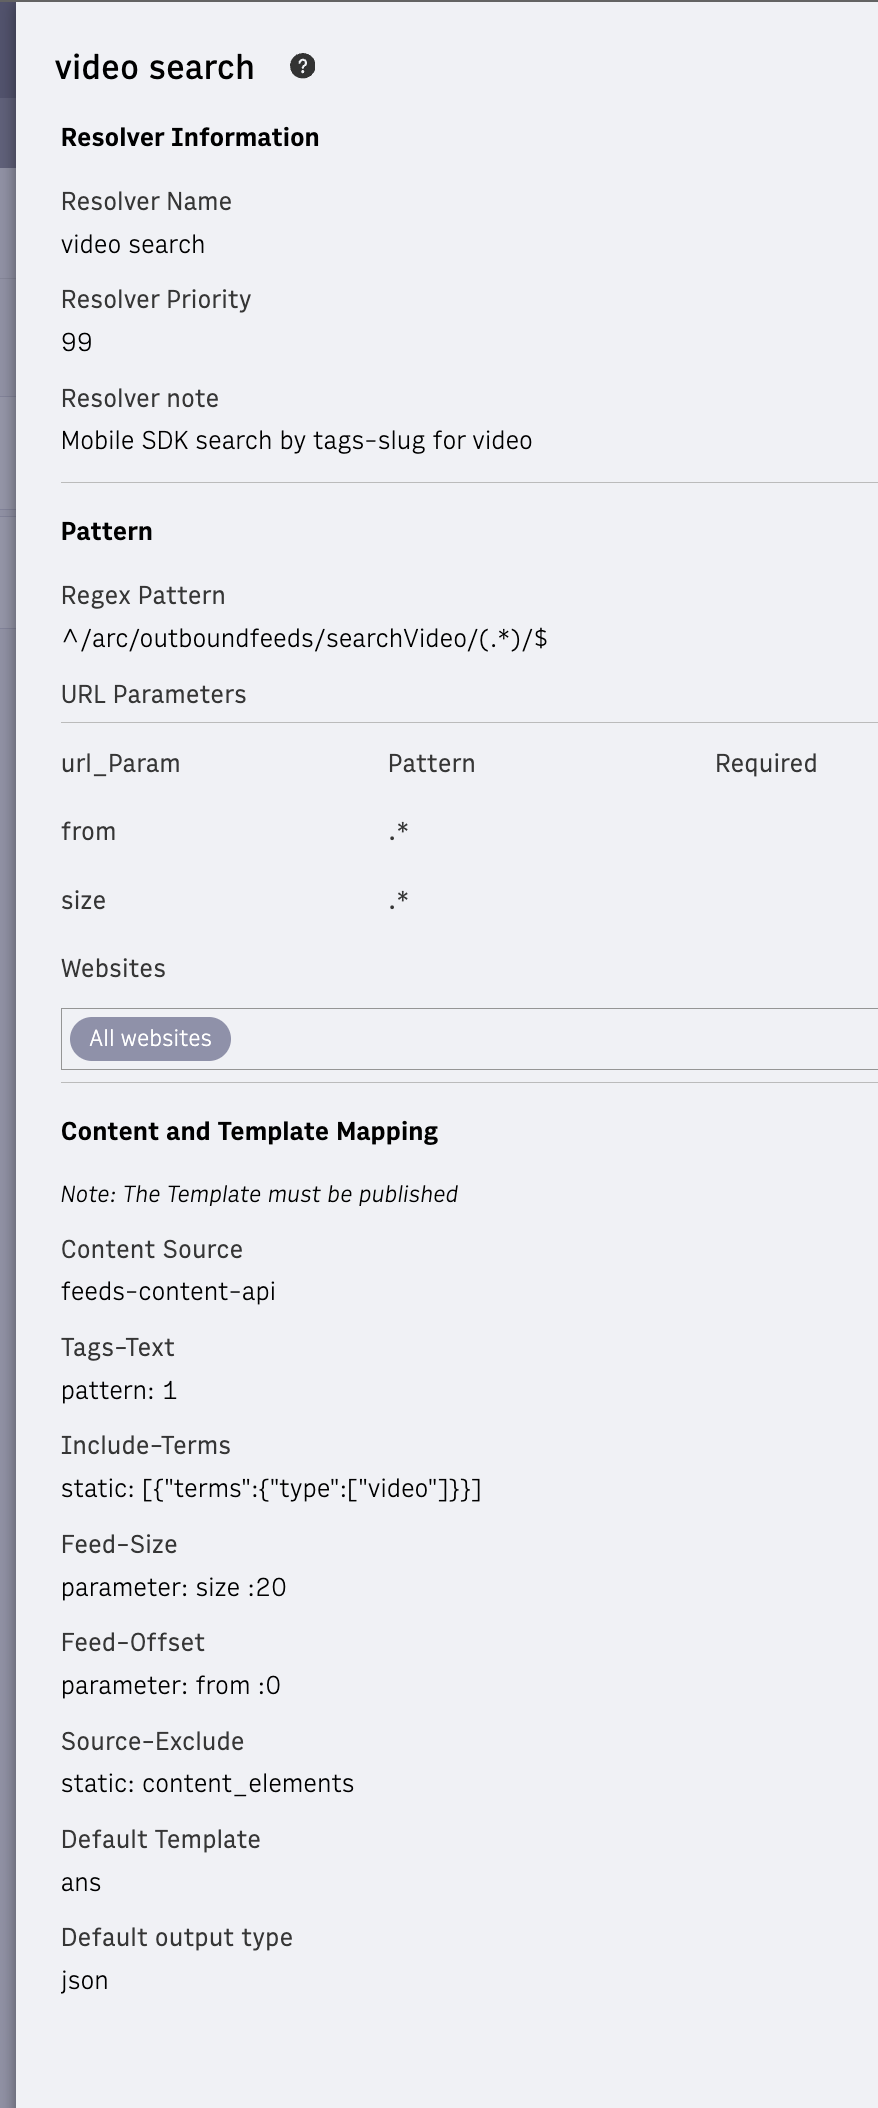 video search ?
Resolver Information
Resolver Name
video search
Resolver Priority
99
Resolver note
Mobile SDK search by tags-slug for video
Pattern
Regex Pattern
^/arc/outboundfeeds/searchVideo/(.*)/$
URL Parameters
url_Param Pattern Required
from .*
size .*
Websites
All websites
Content and Template Mapping
Note: The Template must be published
Content Source
feeds-content-api
Tags-Text
pattern: 1
Include-Terms
static: [{"terms":{"type":["video"]}}]
Feed-Size
parameter: size :20
Feed-Offset
parameter: from :0
Source-Exclude
static: content_elements
Default Template
ans
Default output type
json